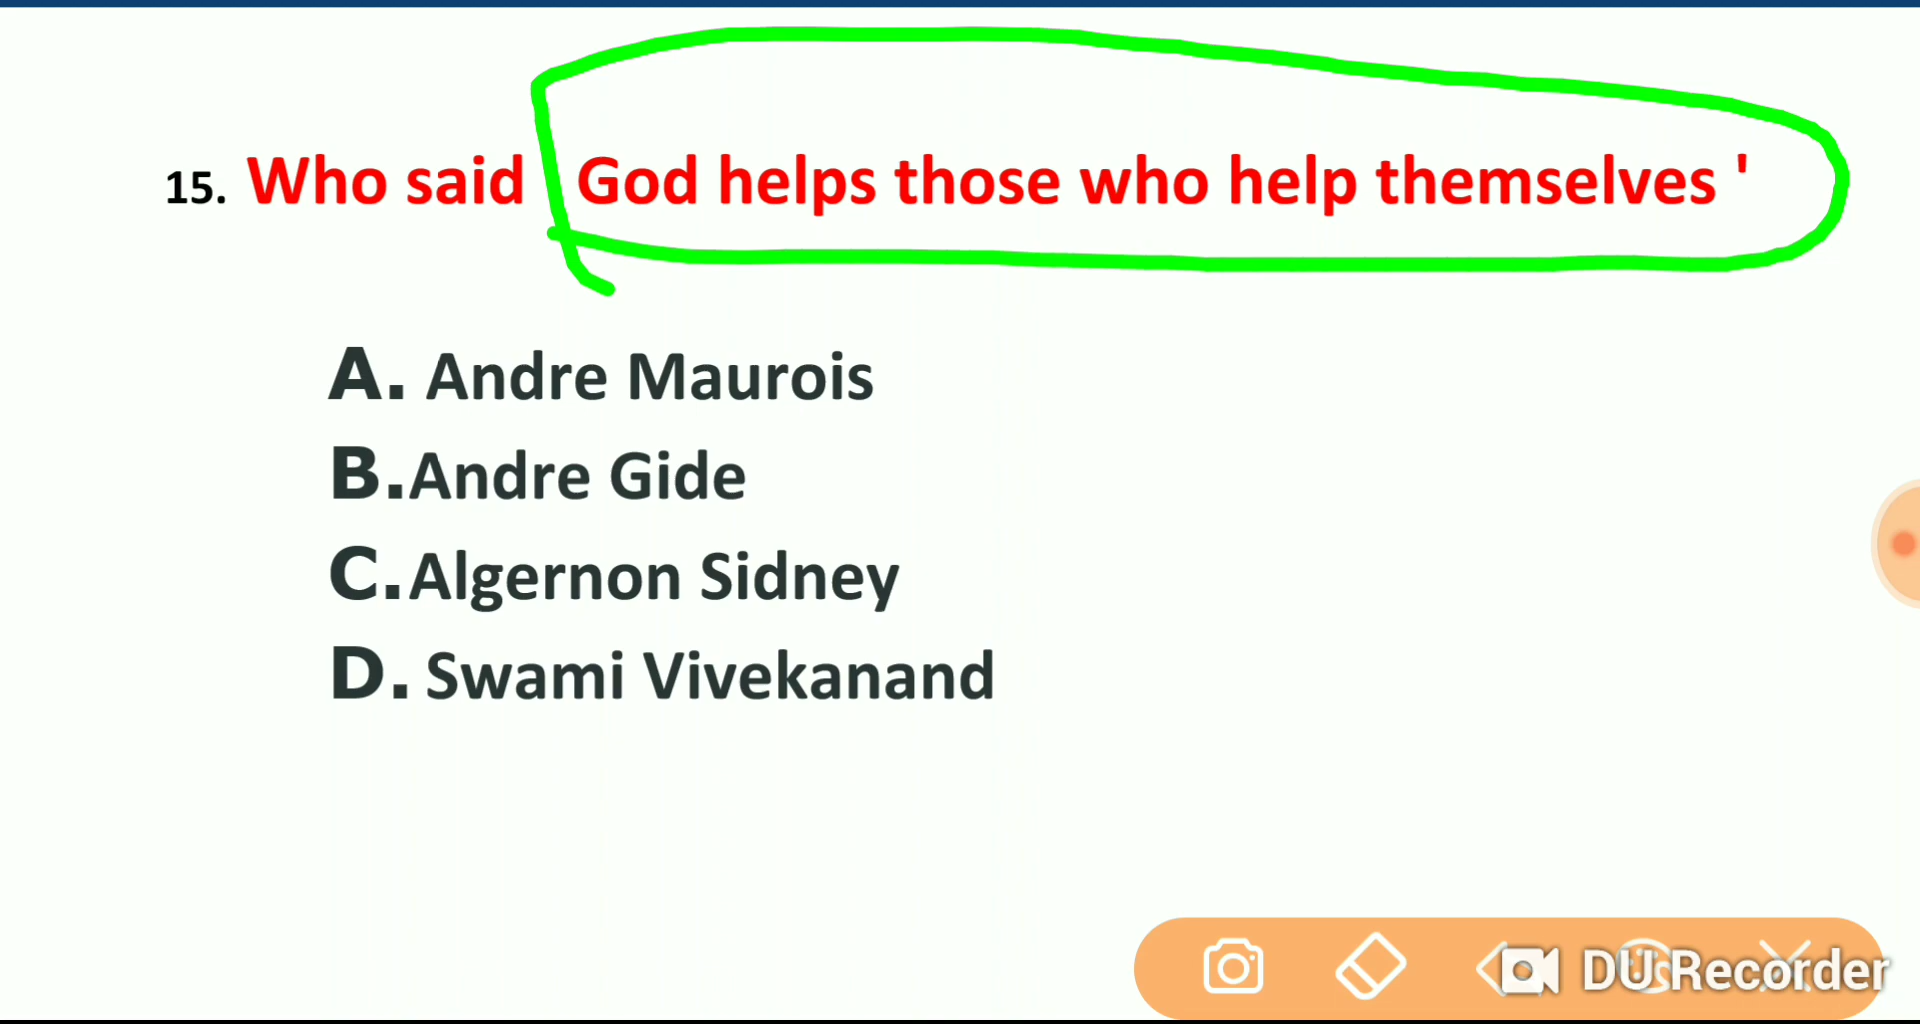 15. Who said 'God helps those who help themselves '
A. Andre Maurois
B.Andre Gide
C.Algernon Sidney
D. Swami Vivekanand
DU Recorder